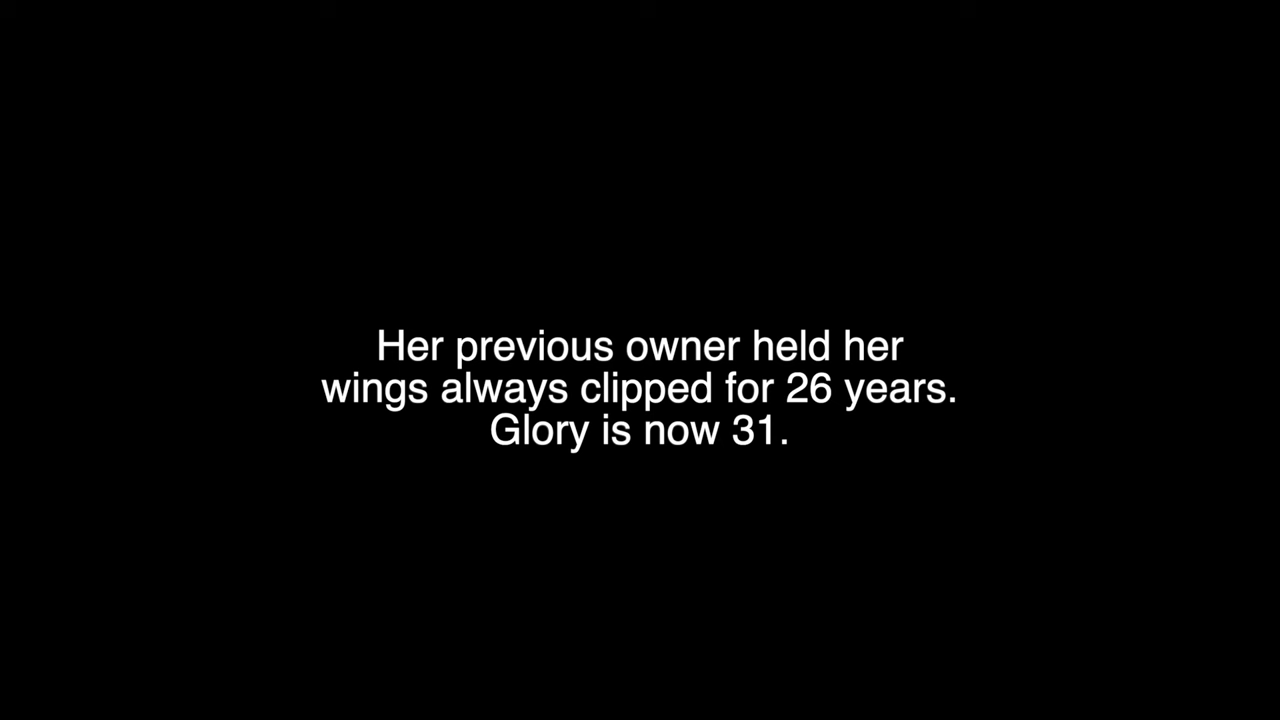 Her previous owner held her
wings always clipped for 26 years.
Glory is now 31.